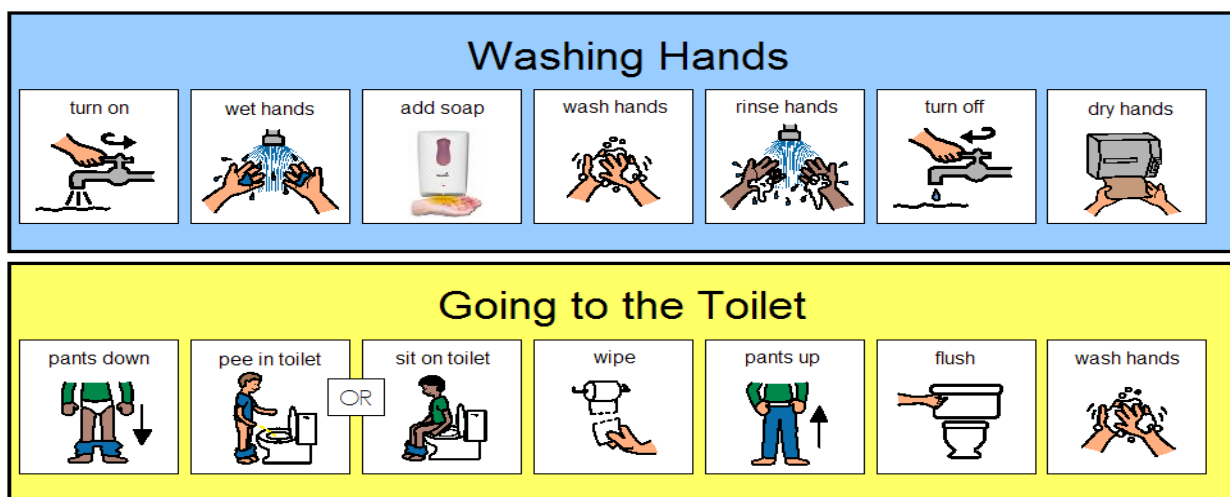 Washing Hands
turn on
wet hands
add soap
wash hands
rinse hands
turn off
dry hands
Going to the Toilet
pants down
pee in toilet
OR
sit on toilet
wipe
pants up
flush
wash hands